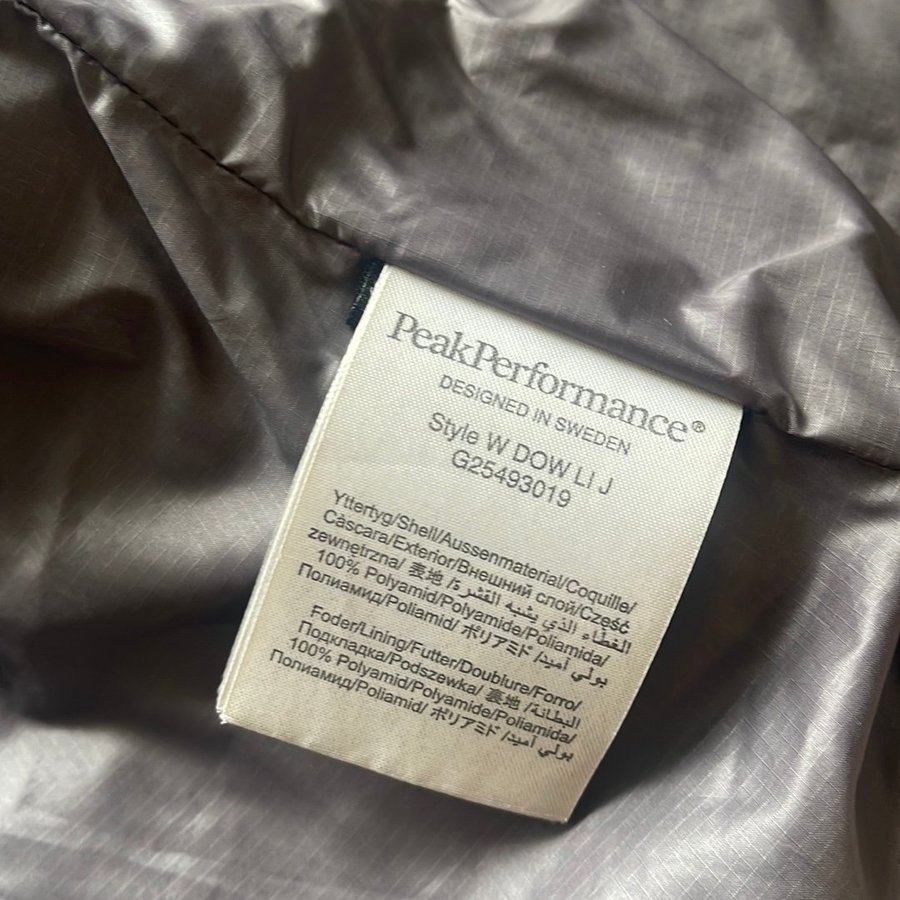 PeakPerformance®
DESIGNED IN SWEDEN
Style W DOW LI J
G25493019
Yttertyg/Shell/Aussenmaterial/Coquille/
Càscara/Exterior/Внешний слой/Część
zewnętrzna/ 表地 /الغطاء الذي يشبه القشرة
100% Polyamid/Polyamide/Poliamida/
Полиамид/Poliamid/ ポリアミド /بولي آميد
Foder/Lining/Futter/Doublure/Forro/
Подкладка/Podszewka/ 裏地 /البطانة
100% Polyamid/Polyamide/Poliamida/
Полиамид/Poliamid/ ポリアミド /بولي آميد